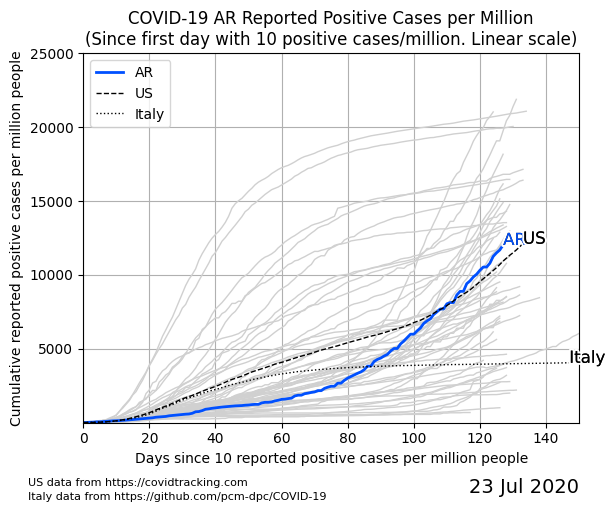 COVID-19 AR Reported Positive Cases per Million
(Since first day with 10 positive cases/million. Linear scale)
Cumulative reported positive cases per million people
25000
20000
15000
10000
5000
AR
US
Italy
AR
US
Italy
0 20 40 60 80 100 120 140
Days since 10 reported positive cases per million people
US data from https://covidtracking.com
Italy data from https://github.com/pcm-dpc/COVID-19
23 Jul 2020